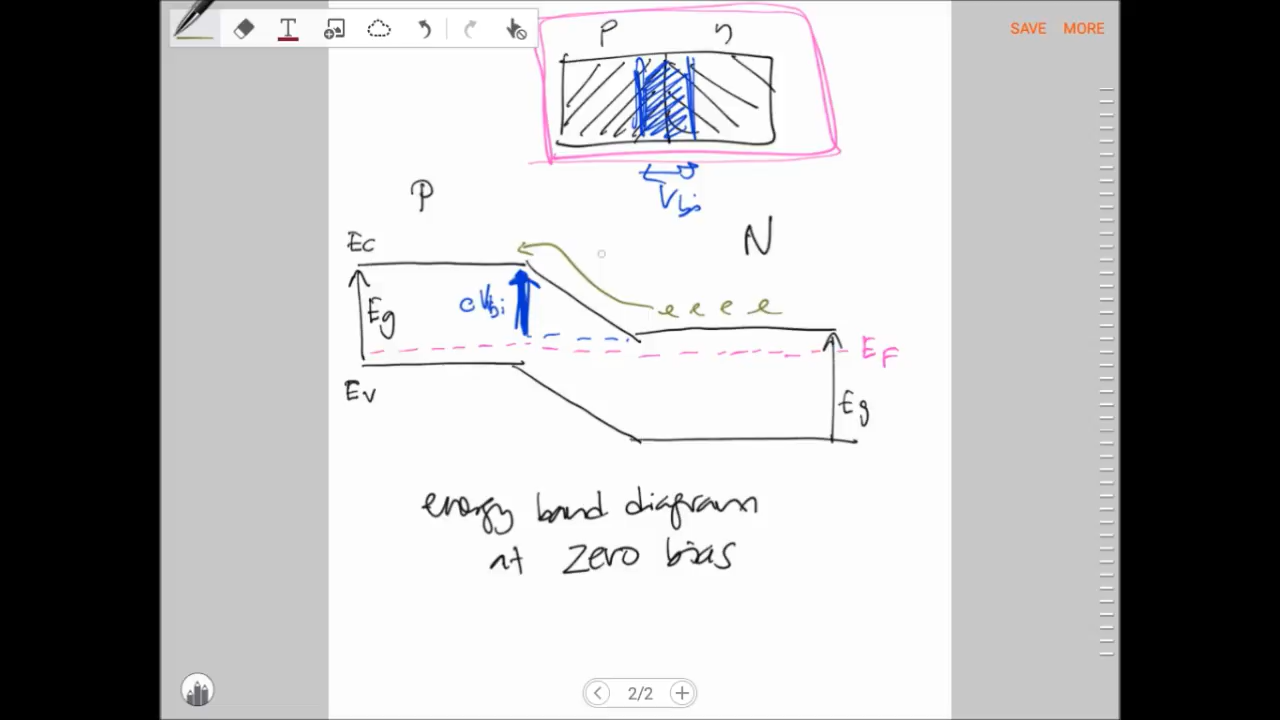 SAVE MORE
p n
Vbi
P
N
Ec
eVbi
Eg
e e e e
EF
Ev
Eg
energy band diagram
at zero bias
2/2
T